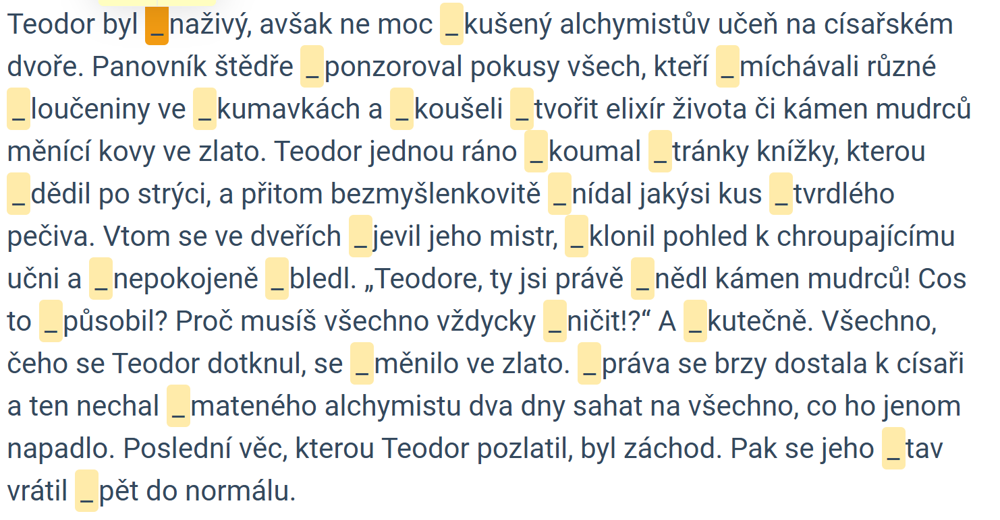 Teodor byl _naživý, avšak ne moc _kušený alchymistův učeň na císařském
dvoře. Panovník štědře _ponzoroval pokusy všech, kteří _míchávali různé
_loučeniny ve _kumavkách a _koušeli _tvořit elixír života či kámen mudrců
měnící kovy ve zlato. Teodor jednou ráno _koumal _tránky knížky, kterou
_dědil po strýci, a přitom bezmyšlenkovitě _nídal jakýsi kus _tvrdlého
pečiva. Vtom se ve dveřích _jevil jeho mistr, _klonil pohled k chroupajícímu
učni a _nepokojeně _bledl. „Teodore, ty jsi právě _nědl kámen mudrců! Cos
to _působil? Proč musíš všechno vždycky _ničit!?“ A _kutečně. Všechno,
čeho se Teodor dotknul, se _měnilo ve zlato. _práva se brzy dostala k císaři
a ten nechal _mateného alchymistu dva dny sahat na všechno, co ho jenom
napadlo. Poslední věc, kterou Teodor pozlatil, byl záchod. Pak se jeho _tav
vrátil _pět do normálu.